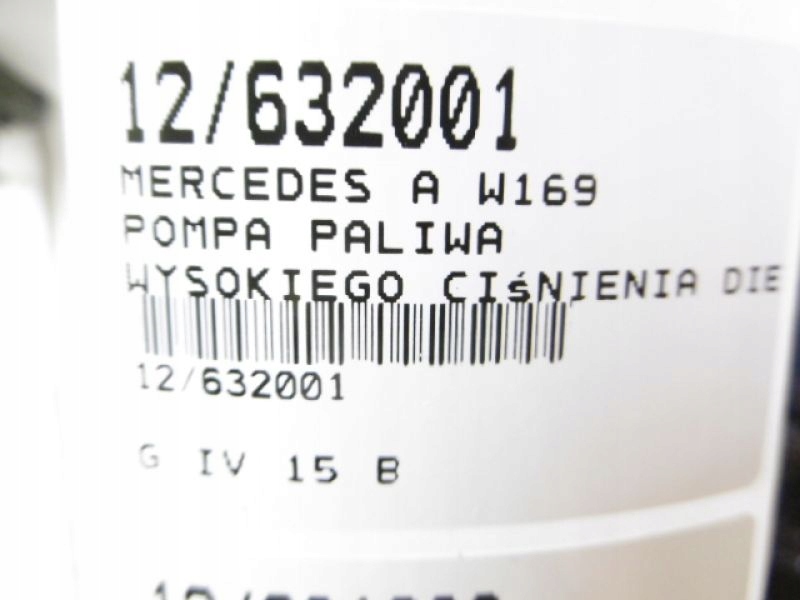 12/632001
MERCEDES A W169
POMPA PALIWA
WYSOKIEGO CIśNIENIA DIE
12/632001
G IV 15 B